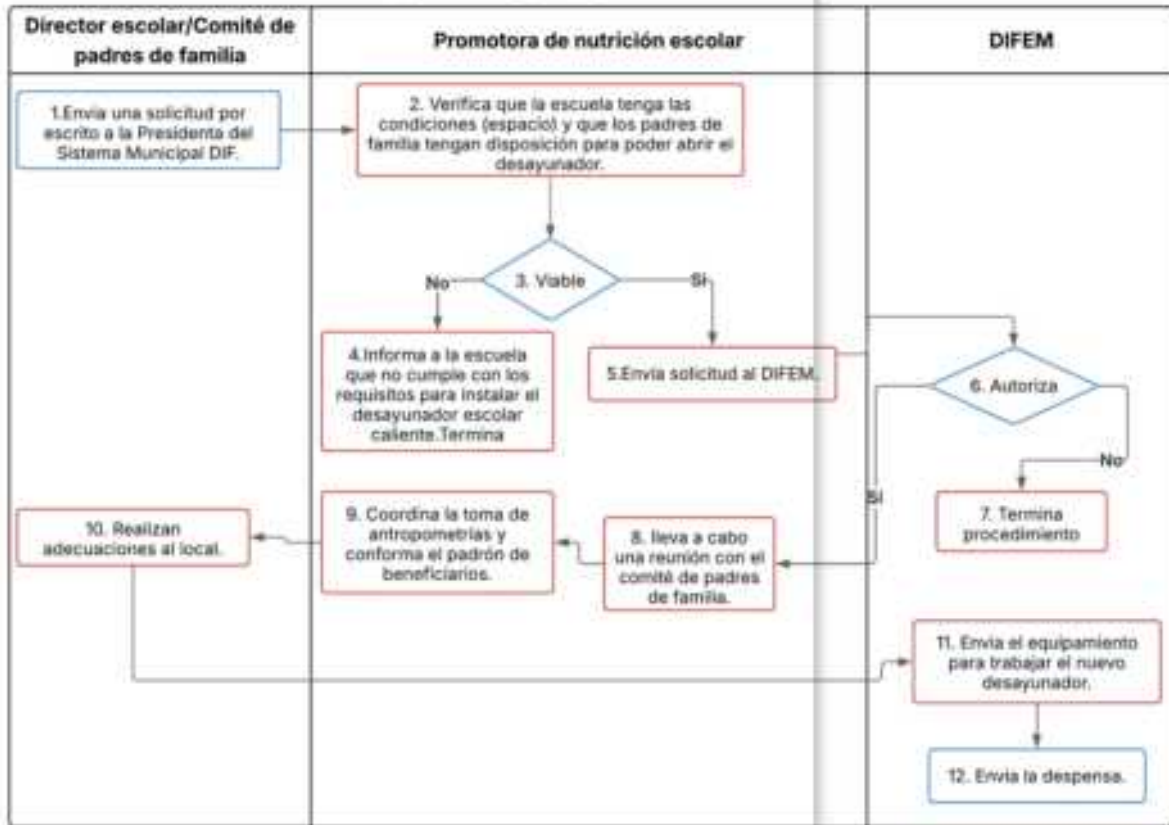 Director escolar/Comité de
padres de familia
Promotora de nutrición escolar
DIFEM
1.Envia una solicitud por
escrito a la Presidenta del
Sistema Municipal DIF.
2. Verifica que la escuela tenga las
condiciones (espacio) y que los padres de
familia tengan disposición para poder abrir el
desayunador.
3. Viable
No
Si
4.Informa a la escuela
que no cumple con los
requisitos para instalar el
desayunador escolar
caliente.Termina
5.Envia solicitud al DIFEM.
6. Autoriza
No
Si
7. Termina
procedimiento
8. lleva a cabo
una reunión con el
comité de padres
de familia.
9. Coordina la toma de
antropometrías y
conforma el padrón de
beneficiarios.
10. Realizan
adecuaciones al local.
11. Envia el equipamiento
para trabajar el nuevo
desayunador.
12. Envia la despensa.